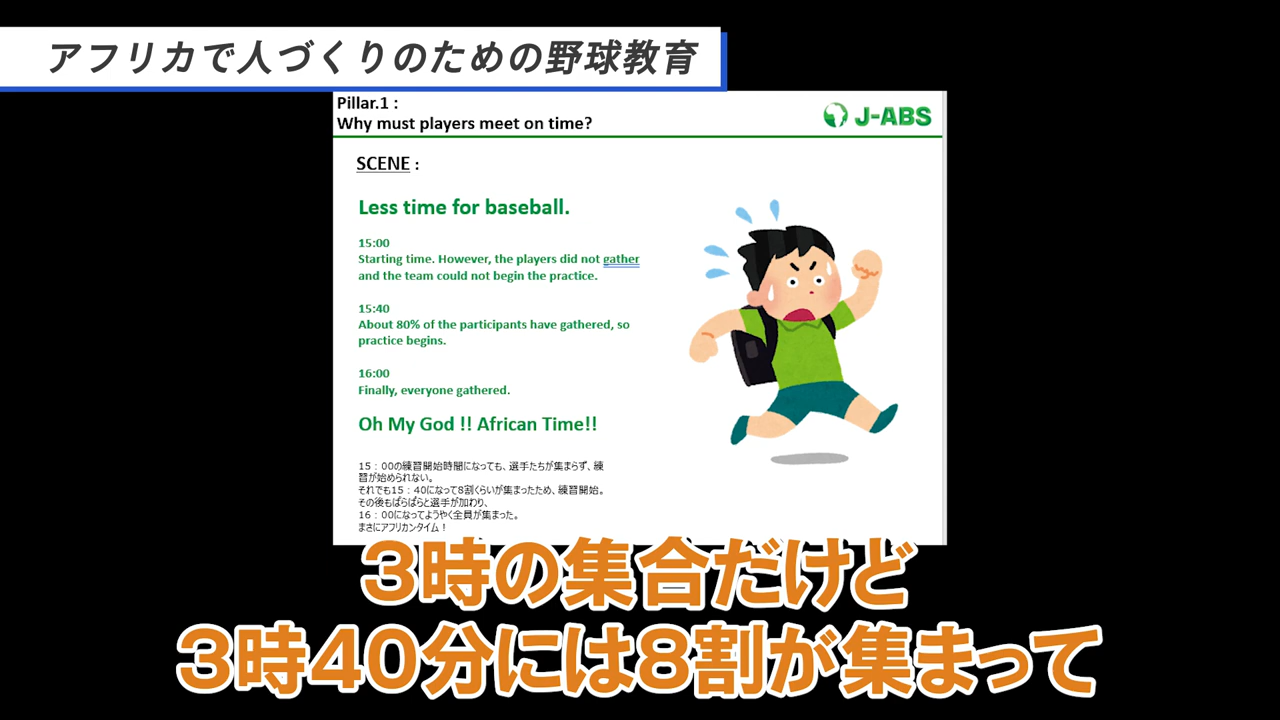 アフリカで人づくりのための野球教育
Pillar.1 :
Why must players meet on time?
J-ABS
SCENE :
Less time for baseball.
15:00
Starting time. However, the players did not gather
and the team could not begin the practice.
15:40
About 80% of the participants have gathered, so
practice begins.
16:00
Finally, everyone gathered.
Oh My God !! African Time!!
15：00の練習開始時間になっても、選手たちが集まらず、練
習が始められない。
それでも15：40になって8割くらいが集まったため、練習開始。
その後もぱらぱらと選手が加わり、
16：00になってようやく全員が集まった。
まさにアフリカンタイム！
3時の集合だけど
3時40分には8割が集まって